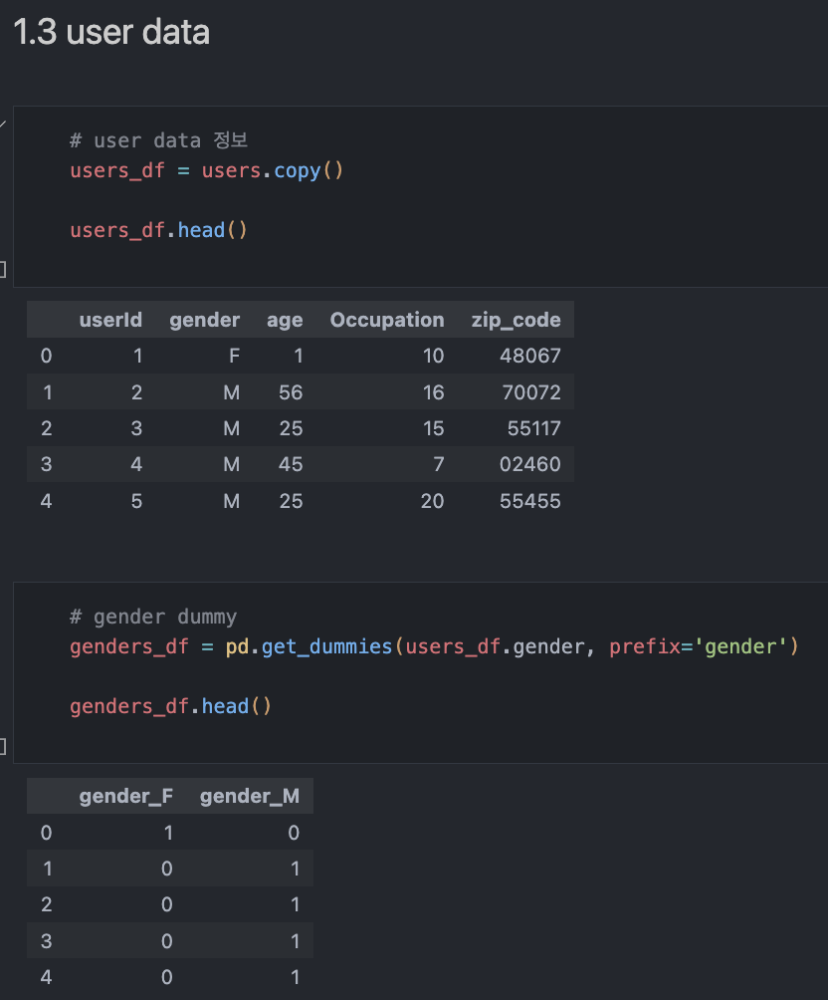 1.3 user data
# user data 정보
users_df = users.copy()
users_df.head()
userId gender age Occupation zip_code
0 1 F 1 10 48067
1 2 M 56 16 70072
2 3 M 25 15 55117
3 4 M 45 7 02460
4 5 M 25 20 55455
# gender dummy
genders_df = pd.get_dummies(users_df.gender, prefix='gender')
genders_df.head()
gender_F gender_M
0 1 0
1 0 1
2 0 1
3 0 1
4 0 1